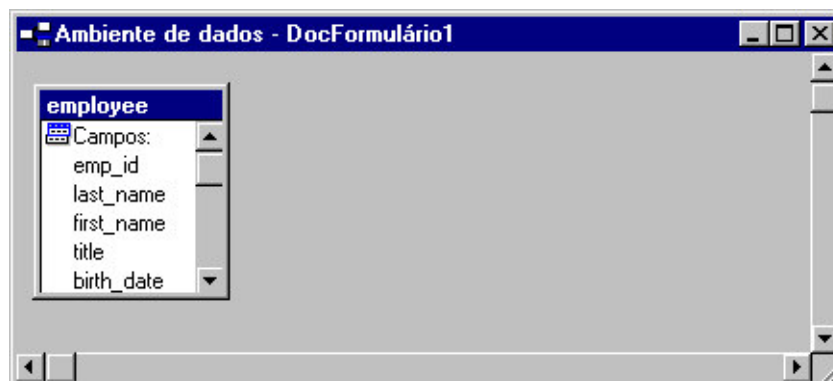 Ambiente de dados - DocFormulário1
employee
Campos:
emp_id
last_name
first_name
title
birth_date